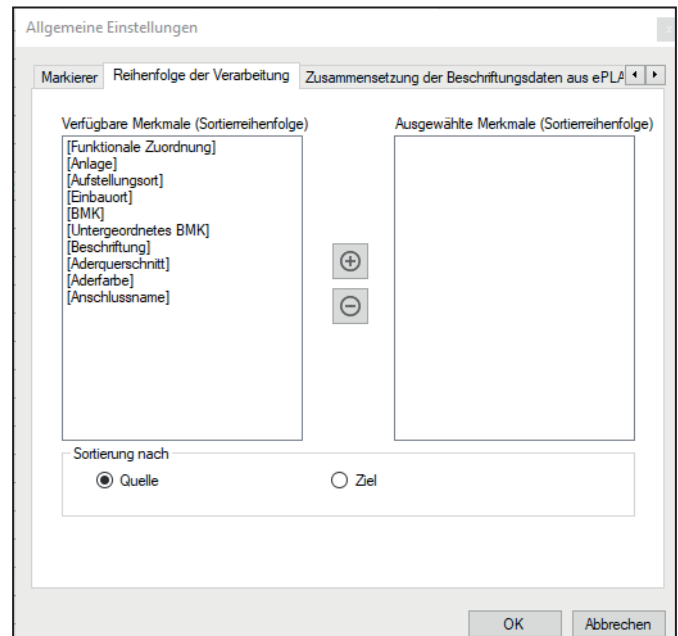 Allgemeine Einstellungen
Markierer Reihenfolge der Verarbeitung Zusammensetzung der Beschriftungsdaten aus ePLA
Verfügbare Merkmale (Sortierreihenfolge) Ausgewählte Merkmale (Sortierreihenfolge)
[Funktionale Zuordnung]
[Anlage]
[Aufstellungsort]
[Einbauort]
[BMK]
[Untergeordnetes BMK]
[Beschriftung]
[Aderquerschnitt]
[Aderfarbe]
[Anschlussname]
Sortierung nach
Quelle Ziel
OK Abbrechen